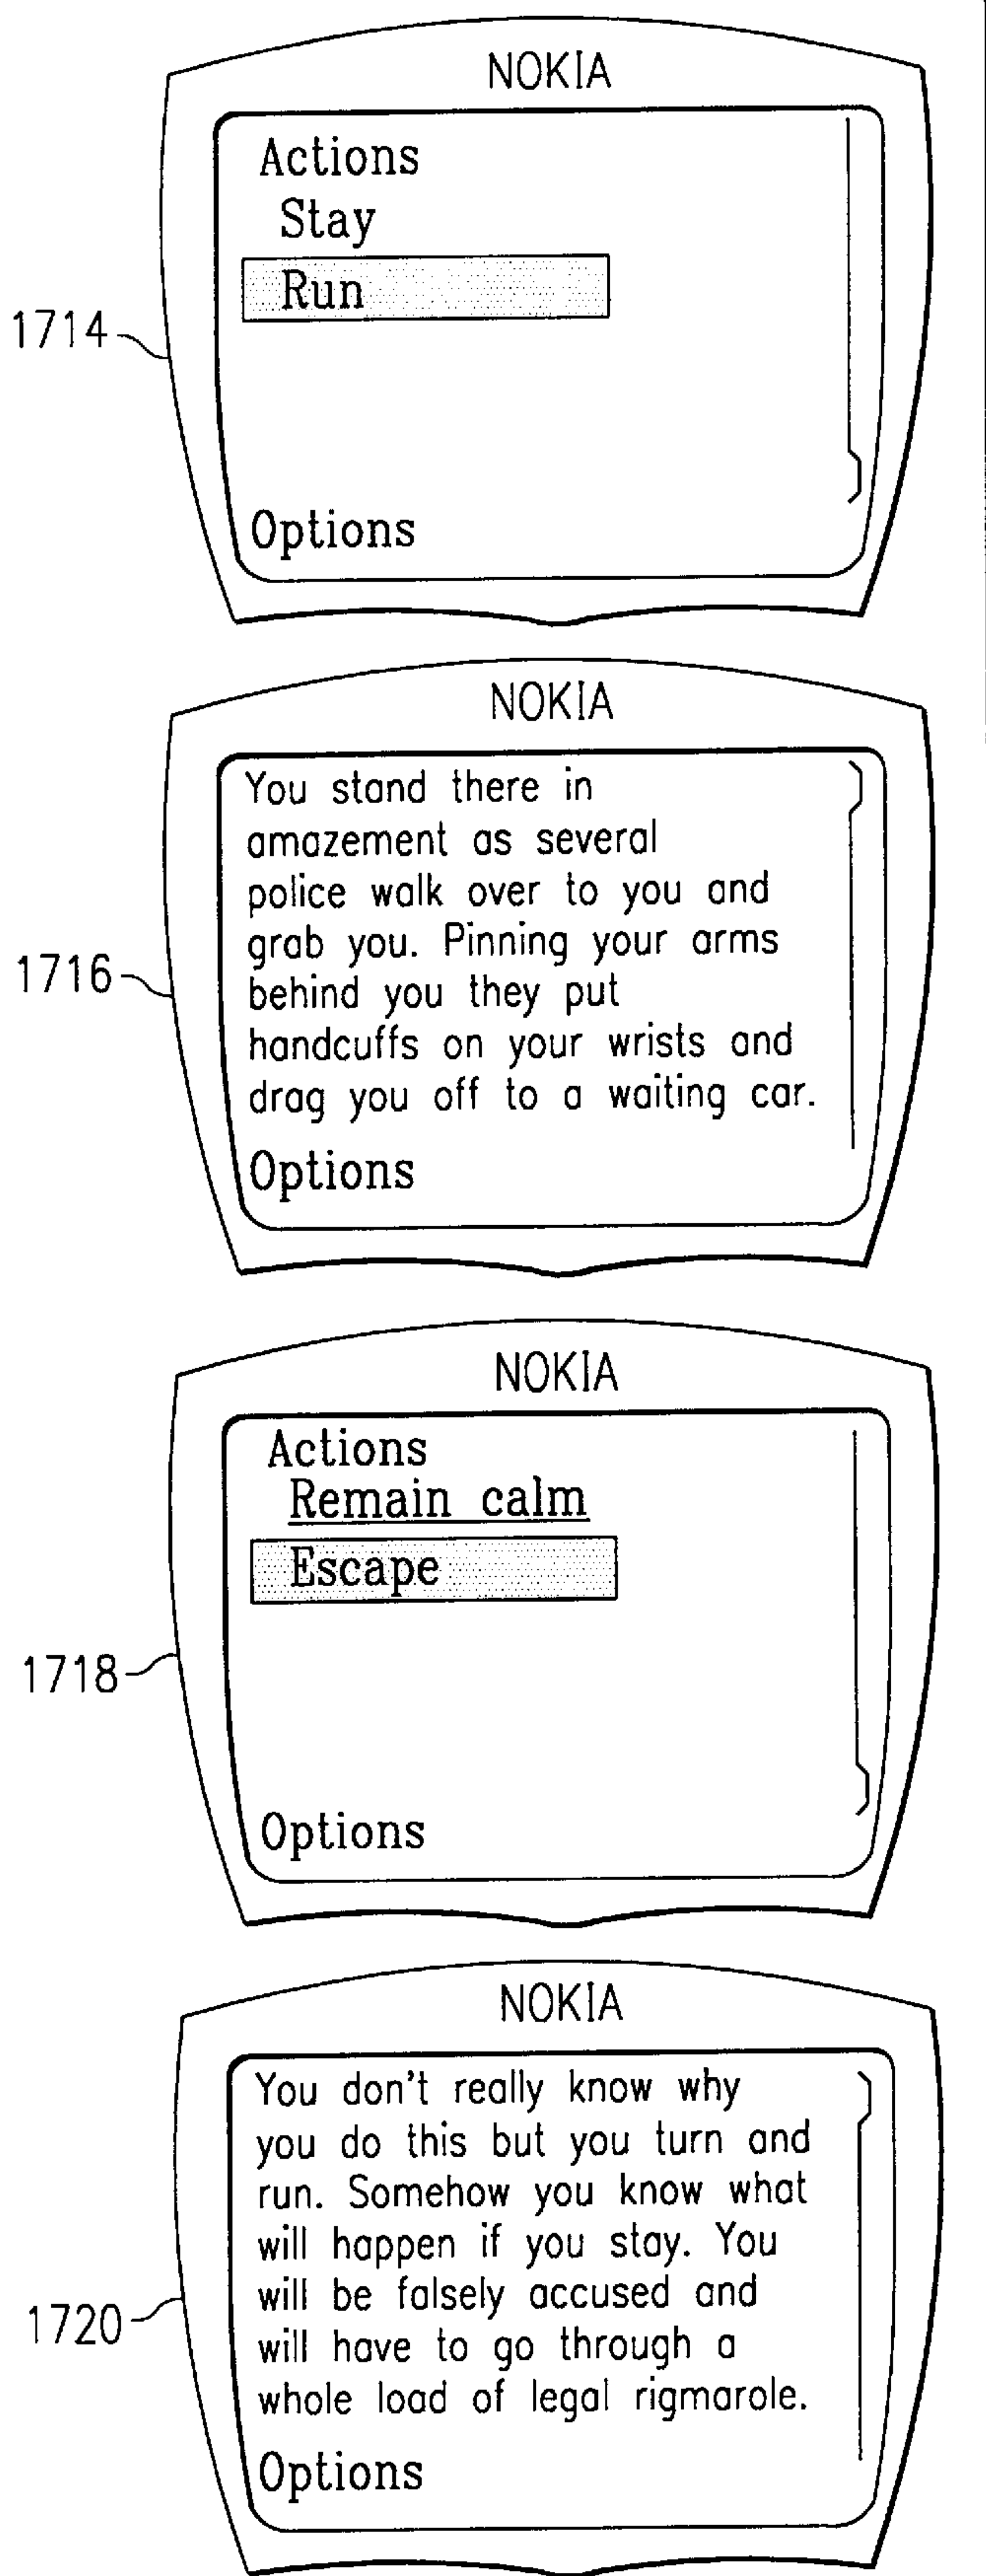 NOKIA
Actions
Stay
Run
1714
Options
NOKIA
You stand there in
amazement as several
police walk over to you and
grab you. Pinning your arms
1716
behind you they put
handcuffs on your wrists and
drag you off to a waiting car.
Options
NOKIA
Actions
Remain calm
Escape
1718
Options
NOKIA
You don't really know why
you do this but you turn and
run. Somehow you know what
will happen if you stay. You
will be falsely accused and
1720
will have to go through a
whole load of legal rigmarole.
Options